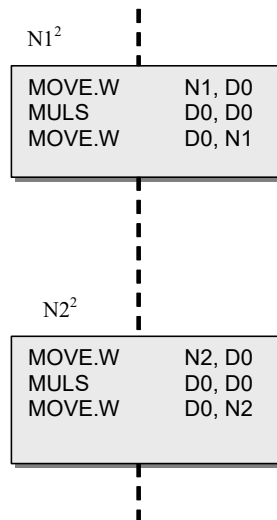 N1²
MOVE.W N1, D0
MULS D0, D0
MOVE.W D0, N1
N2²
MOVE.W N2, D0
MULS D0, D0
MOVE.W D0, N2